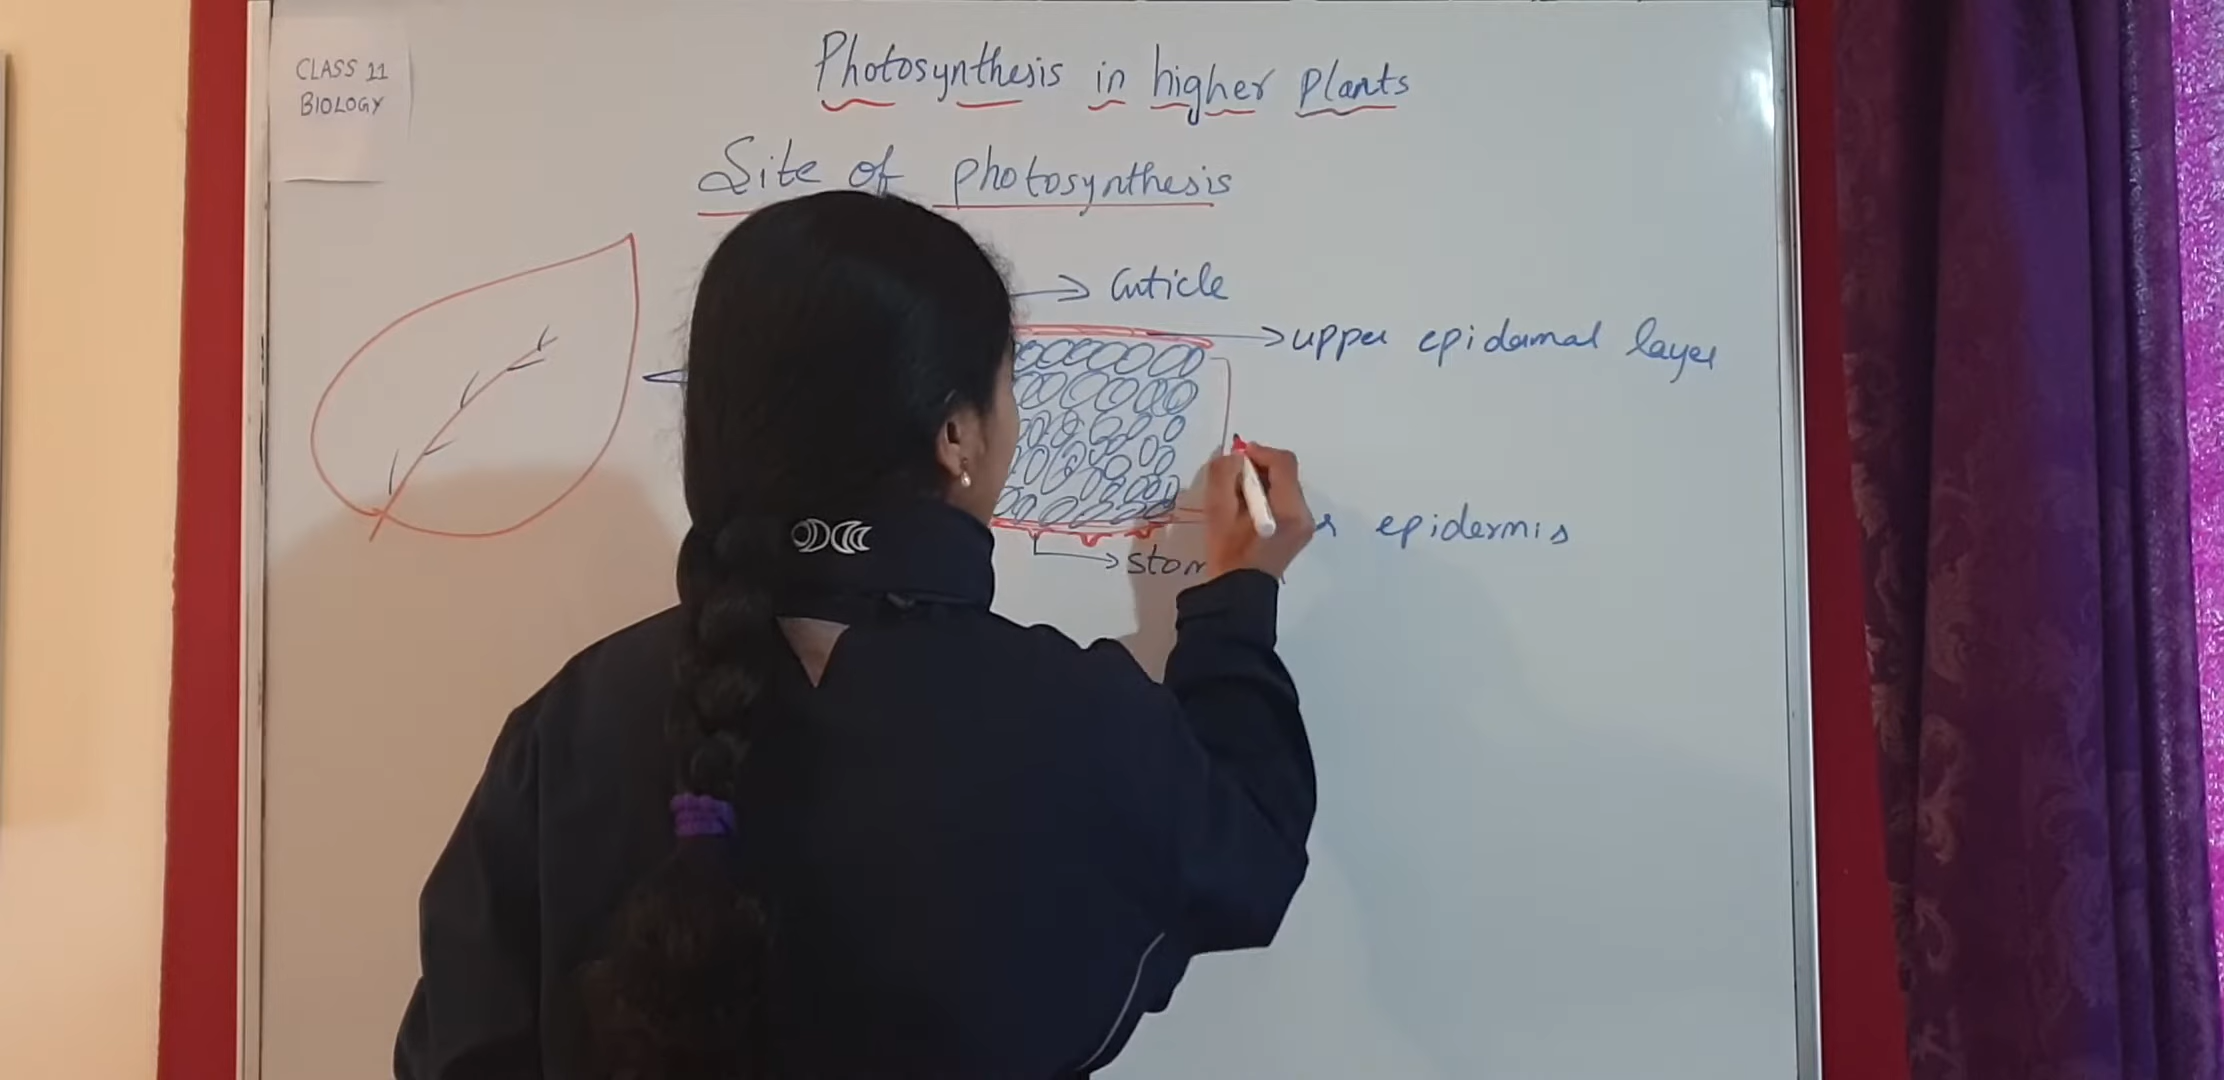 CLASS 11
BIOLOGY
Photosynthesis in higher Plants
Site of photosynthesis
Cuticle
upper epidermal layer
epidermis